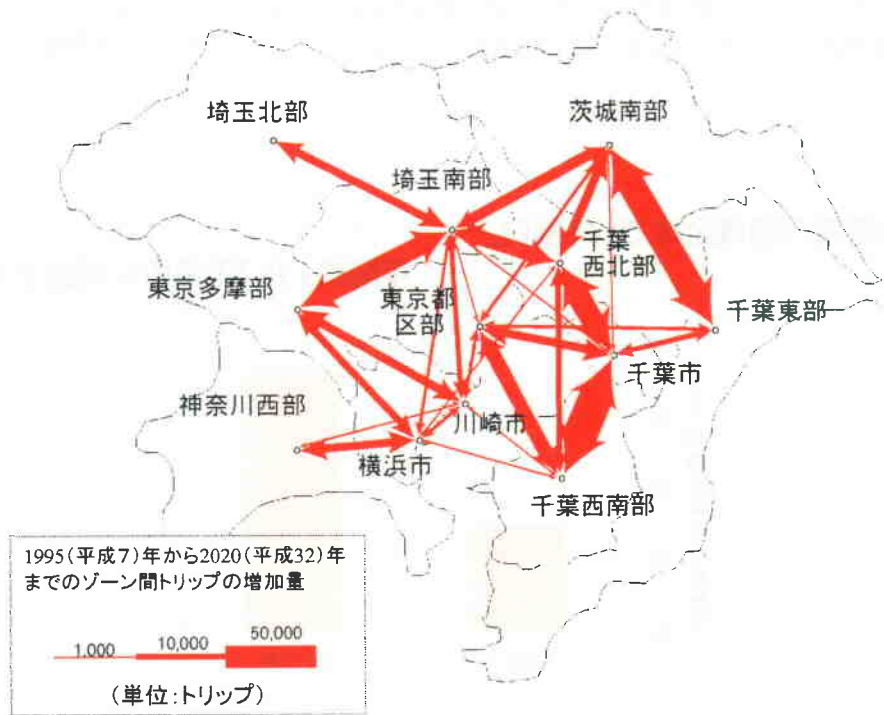 埼玉北部
茨城南部
埼玉南部
千葉
西北部
東京多摩部
東京都
区部
千葉東部
千葉市
神奈川西部
川崎市
横浜市
千葉西南部
1995(平成7)年から2020(平成32)年
までのゾーン間トリップの増加量
1,000 10,000 50,000
(単位:トリップ)